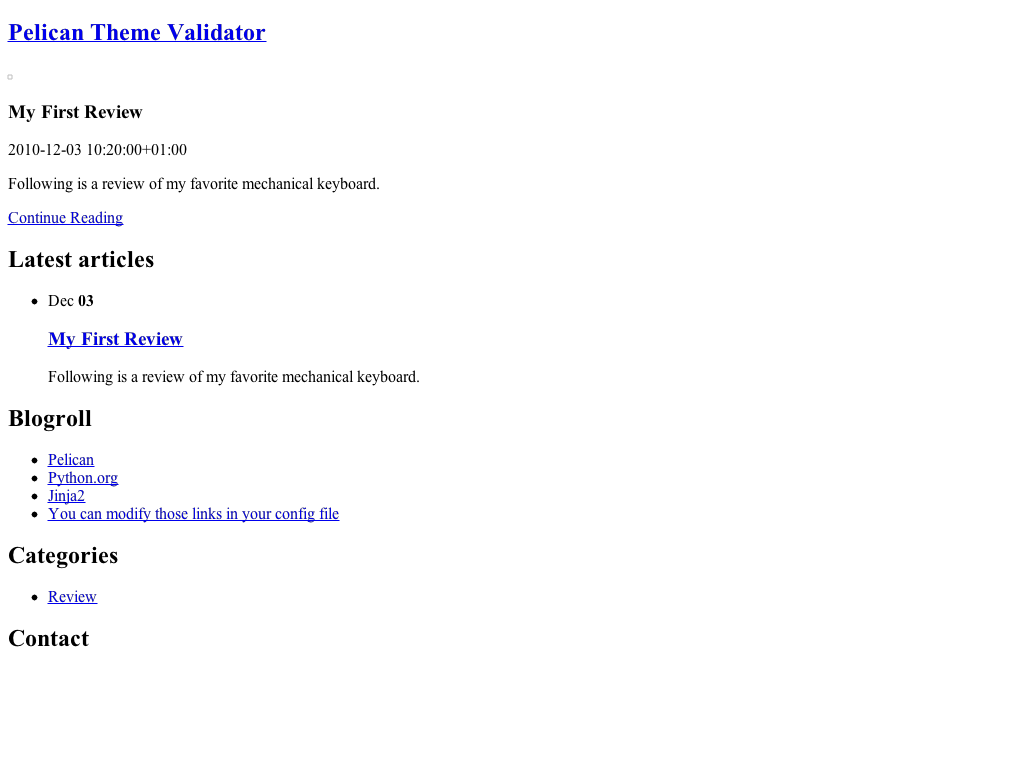 Pelican Theme Validator
My First Review
2010-12-03 10:20:00+01:00
Following is a review of my favorite mechanical keyboard.
Continue Reading
Latest articles
Dec 03
My First Review
Following is a review of my favorite mechanical keyboard.
Blogroll
Pelican
Python.org
Jinja2
You can modify those links in your config file
Categories
Review
Contact